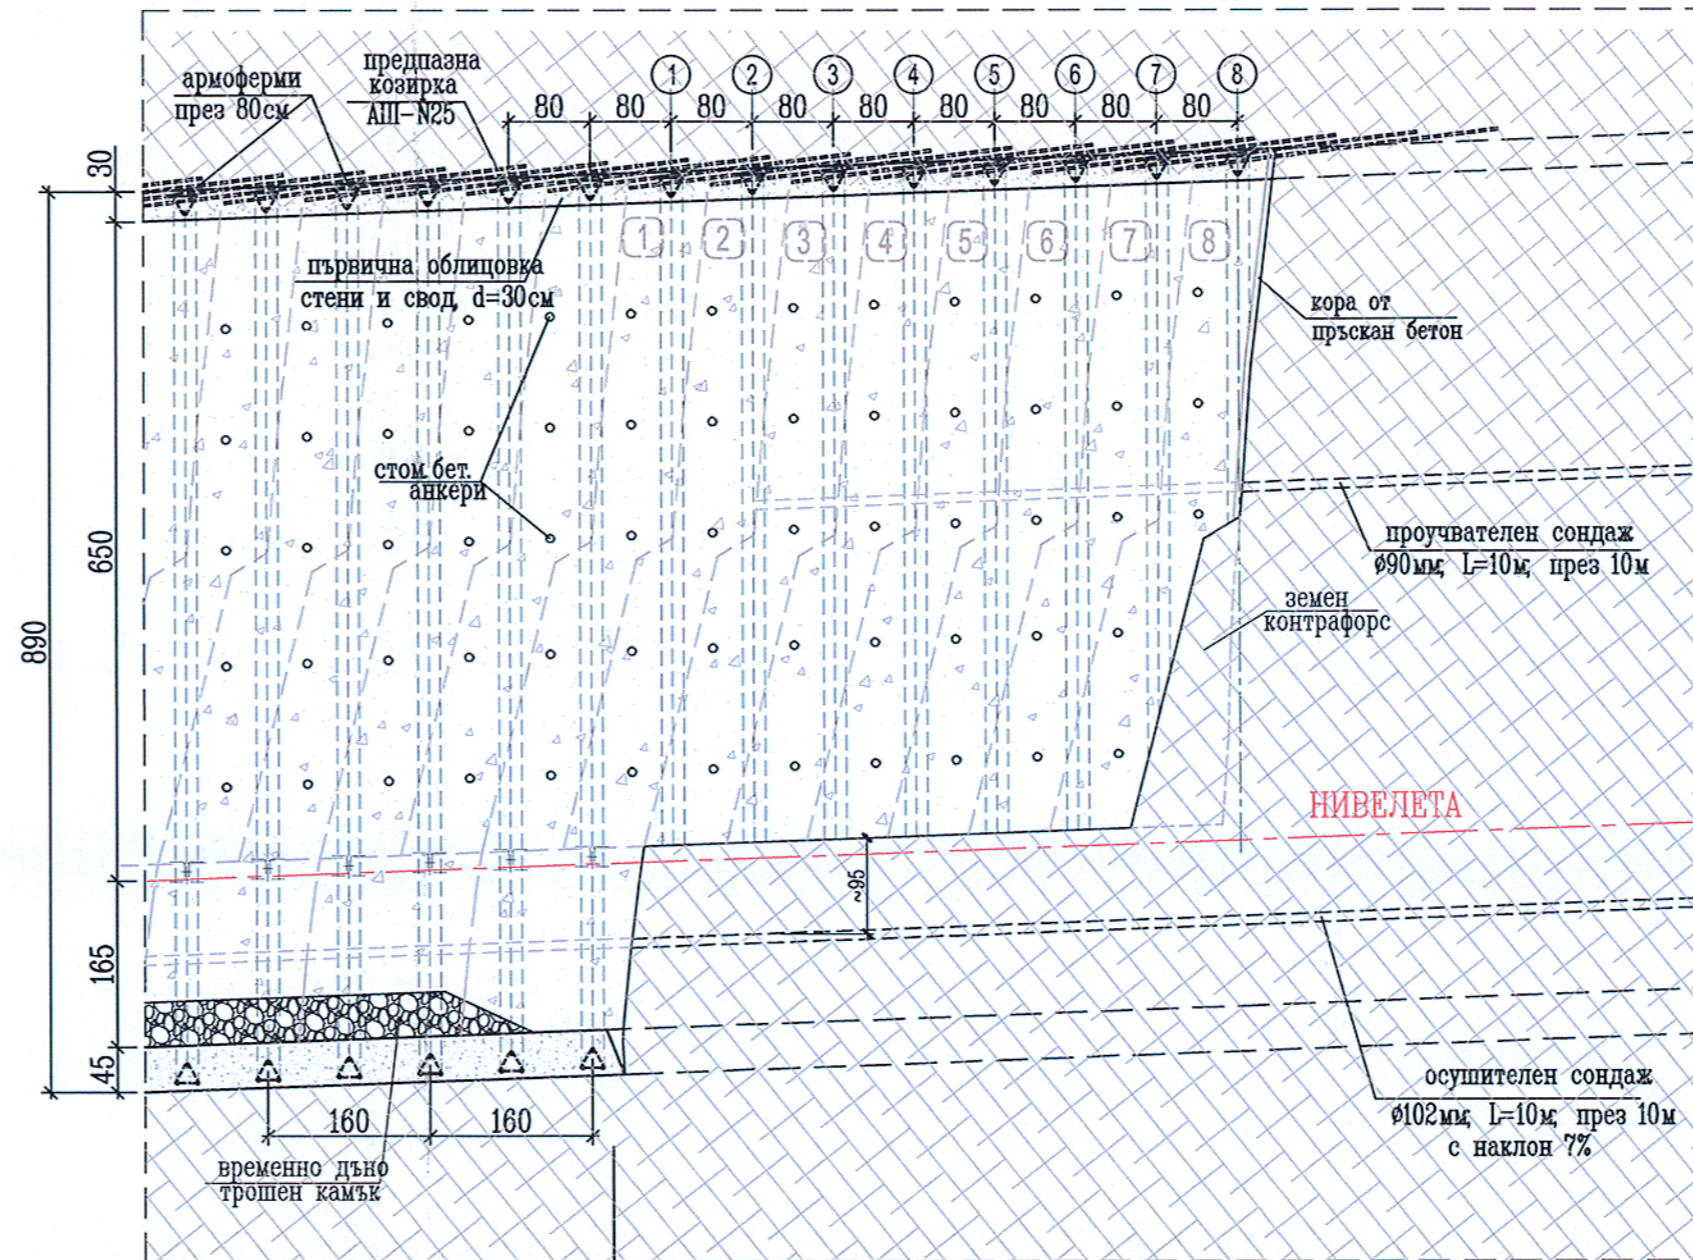 армоферми
през 80см
предпазна
козирка
АIII-N25
1 2 3 4 5 6 7 8
80 80 80 80 80 80 80 80 80
30
890
650
165
45
1 2 3 4 5 6 7 8
първична облицовка
стени и свод, d=30см
кора от
пръскан бетон
стом.бет.
анкери
проучвателен сондаж
ø90мм, L=10м, през 10м
земен
контрафорс
НИВЕЛЕТА
~95
осушителен сондаж
ø102мм, L=10м, през 10м
с наклон 7%
160 160
временно дъно
трошен камък